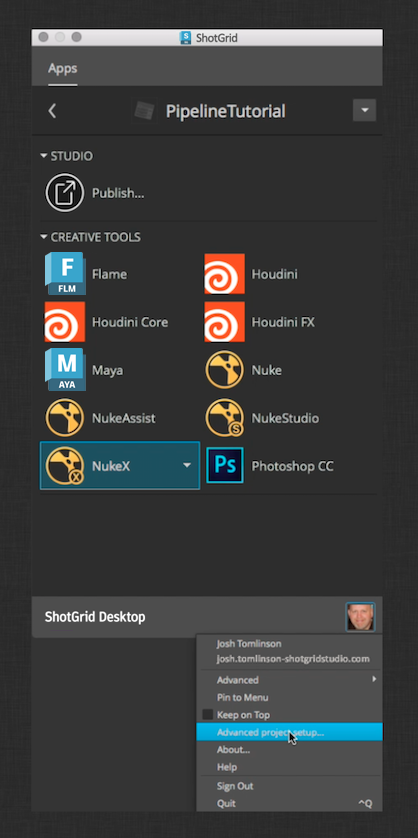 ShotGrid
Apps
PipelineTutorial
STUDIO
Publish...
CREATIVE TOOLS
F
FLM
Flame
Houdini
Houdini Core
Houdini FX
M
AYA
Maya
Nuke
NukeAssist
S
NukeStudio
X
NukeX
Ps
Photoshop CC
ShotGrid Desktop
Josh Tomlinson
josh.tomlinson-shotgridstudio.com
Advanced
Pin to Menu
Keep on Top
Advanced project setup...
About...
Help
Sign Out
Quit ^Q